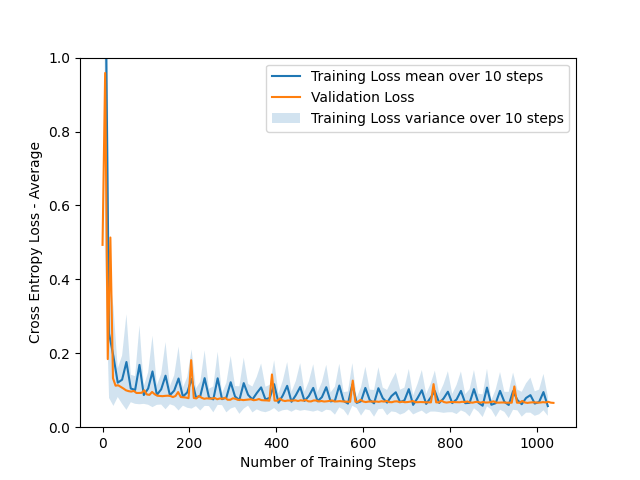 1.0
0.8
0.6
0.4
0.2
0.0
Cross Entropy Loss - Average
Training Loss mean over 10 steps
Validation Loss
Training Loss variance over 10 steps
0 200 400 600 800 1000
Number of Training Steps